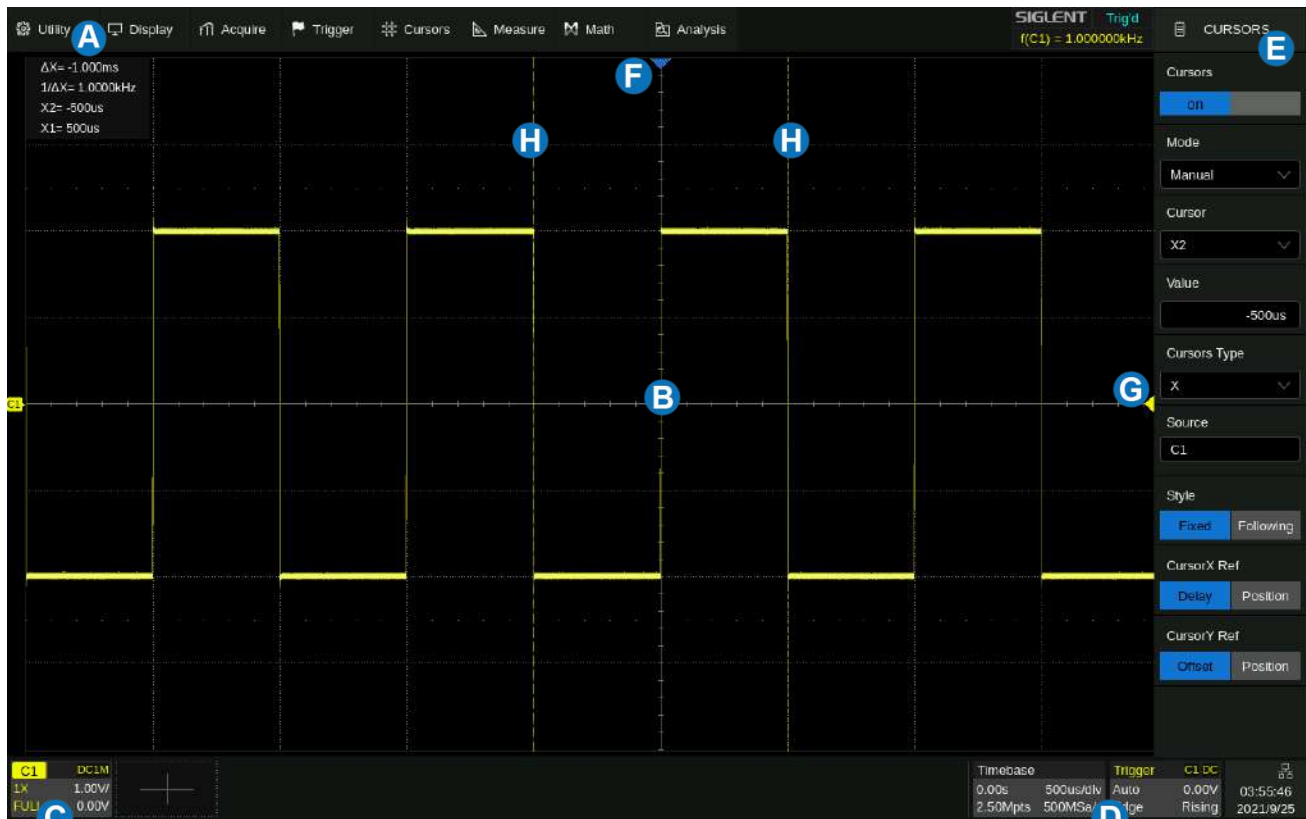 Utility
A
Display
Acquire
Trigger
Cursors
Measure
Math
Analysis
SIGLENT Trig'd
f(C1) = 1.000000kHz
CURSORS
E
ΔX= -1.000ms
1/ΔX= 1.0000kHz
X2= -500us
X1= 500us
F
H
H
B
G
C1
Cursors
on
Mode
Manual
Cursor
X2
Value
-500us
Cursors Type
X
Source
C1
Style
Fixed Following
CursorX Ref
Delay Position
CursorY Ref
Offset Position
C1 DC1M
1X 1.00V/
FULL 0.00V
C
Timebase
0.00s 500us/div
2.50Mpts 500MSa/
Trigger C1 DC
Auto 0.00V
Rising
D
03:55:46
2021/9/25